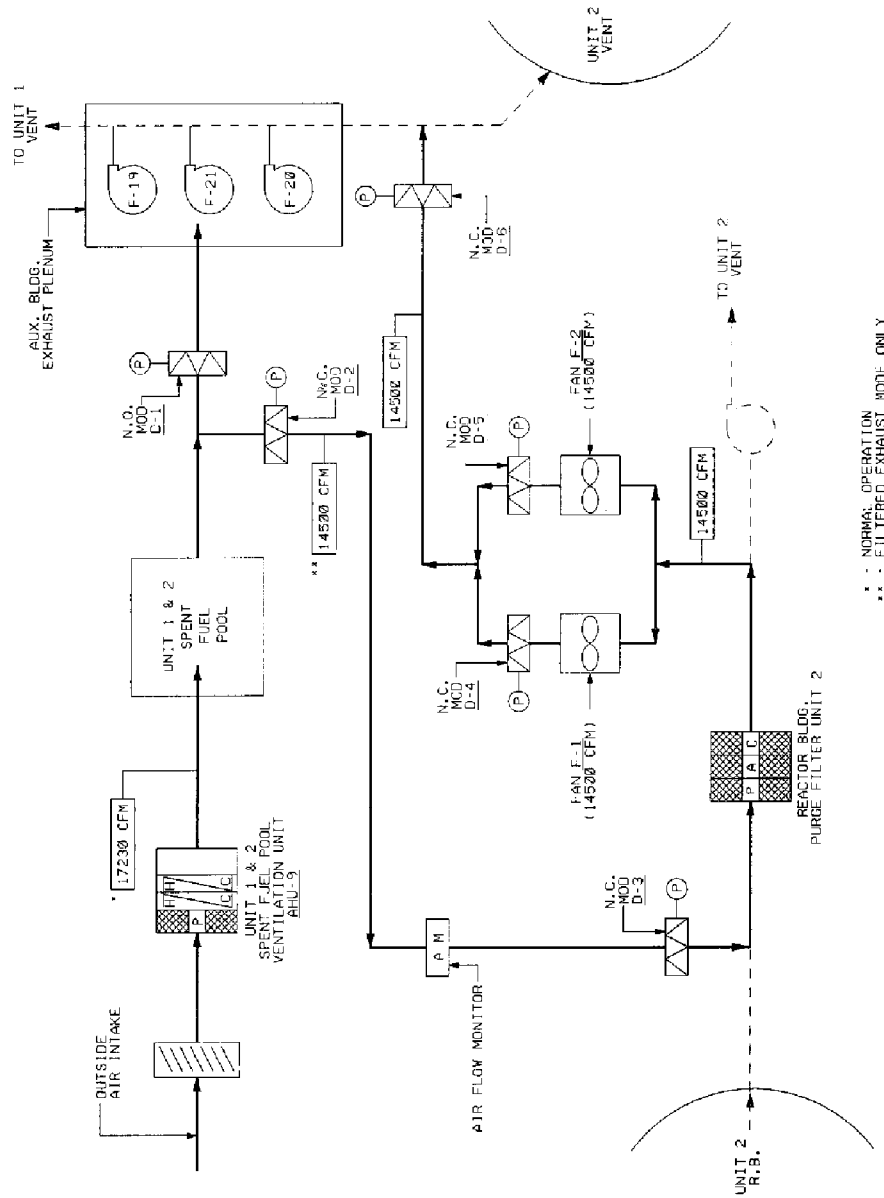 OUTSIDE
AIR INTAKE
* 17230 CFM
H H
P
C C
UNIT 1 & 2
SPENT FUEL POOL
VENTILATION UNIT
AHU-9
UNIT 1 & 2
SPENT
FUEL
POOL
N.O.
MOD
D-1
P
AUX. BLDG.
EXHAUST PLENUM
TO UNIT 1
VENT
F-19
F-21
F-20
N.C.
MOD
D-2
P
** 14500 CFM
14500 CFM
P
N.C.
MOD
D-6
UNIT 2
VENT
UNIT 2
VENT
N.C.
MOD
D-4
P
N.C.
MOD
D-5
P
FAN F-1
(14500 CFM)
FAN F-2
(14500 CFM)
14500 CFM
A M
AIR FLOW MONITOR
N.C.
MOD
D-3
P
P A C
REACTOR BLDG.
PURGE FILTER UNIT 2
TO UNIT 2
VENT
UNIT 2
R.B.
* - NORMAL OPERATION
** - FILTERED EXHAUST MODE ONLY